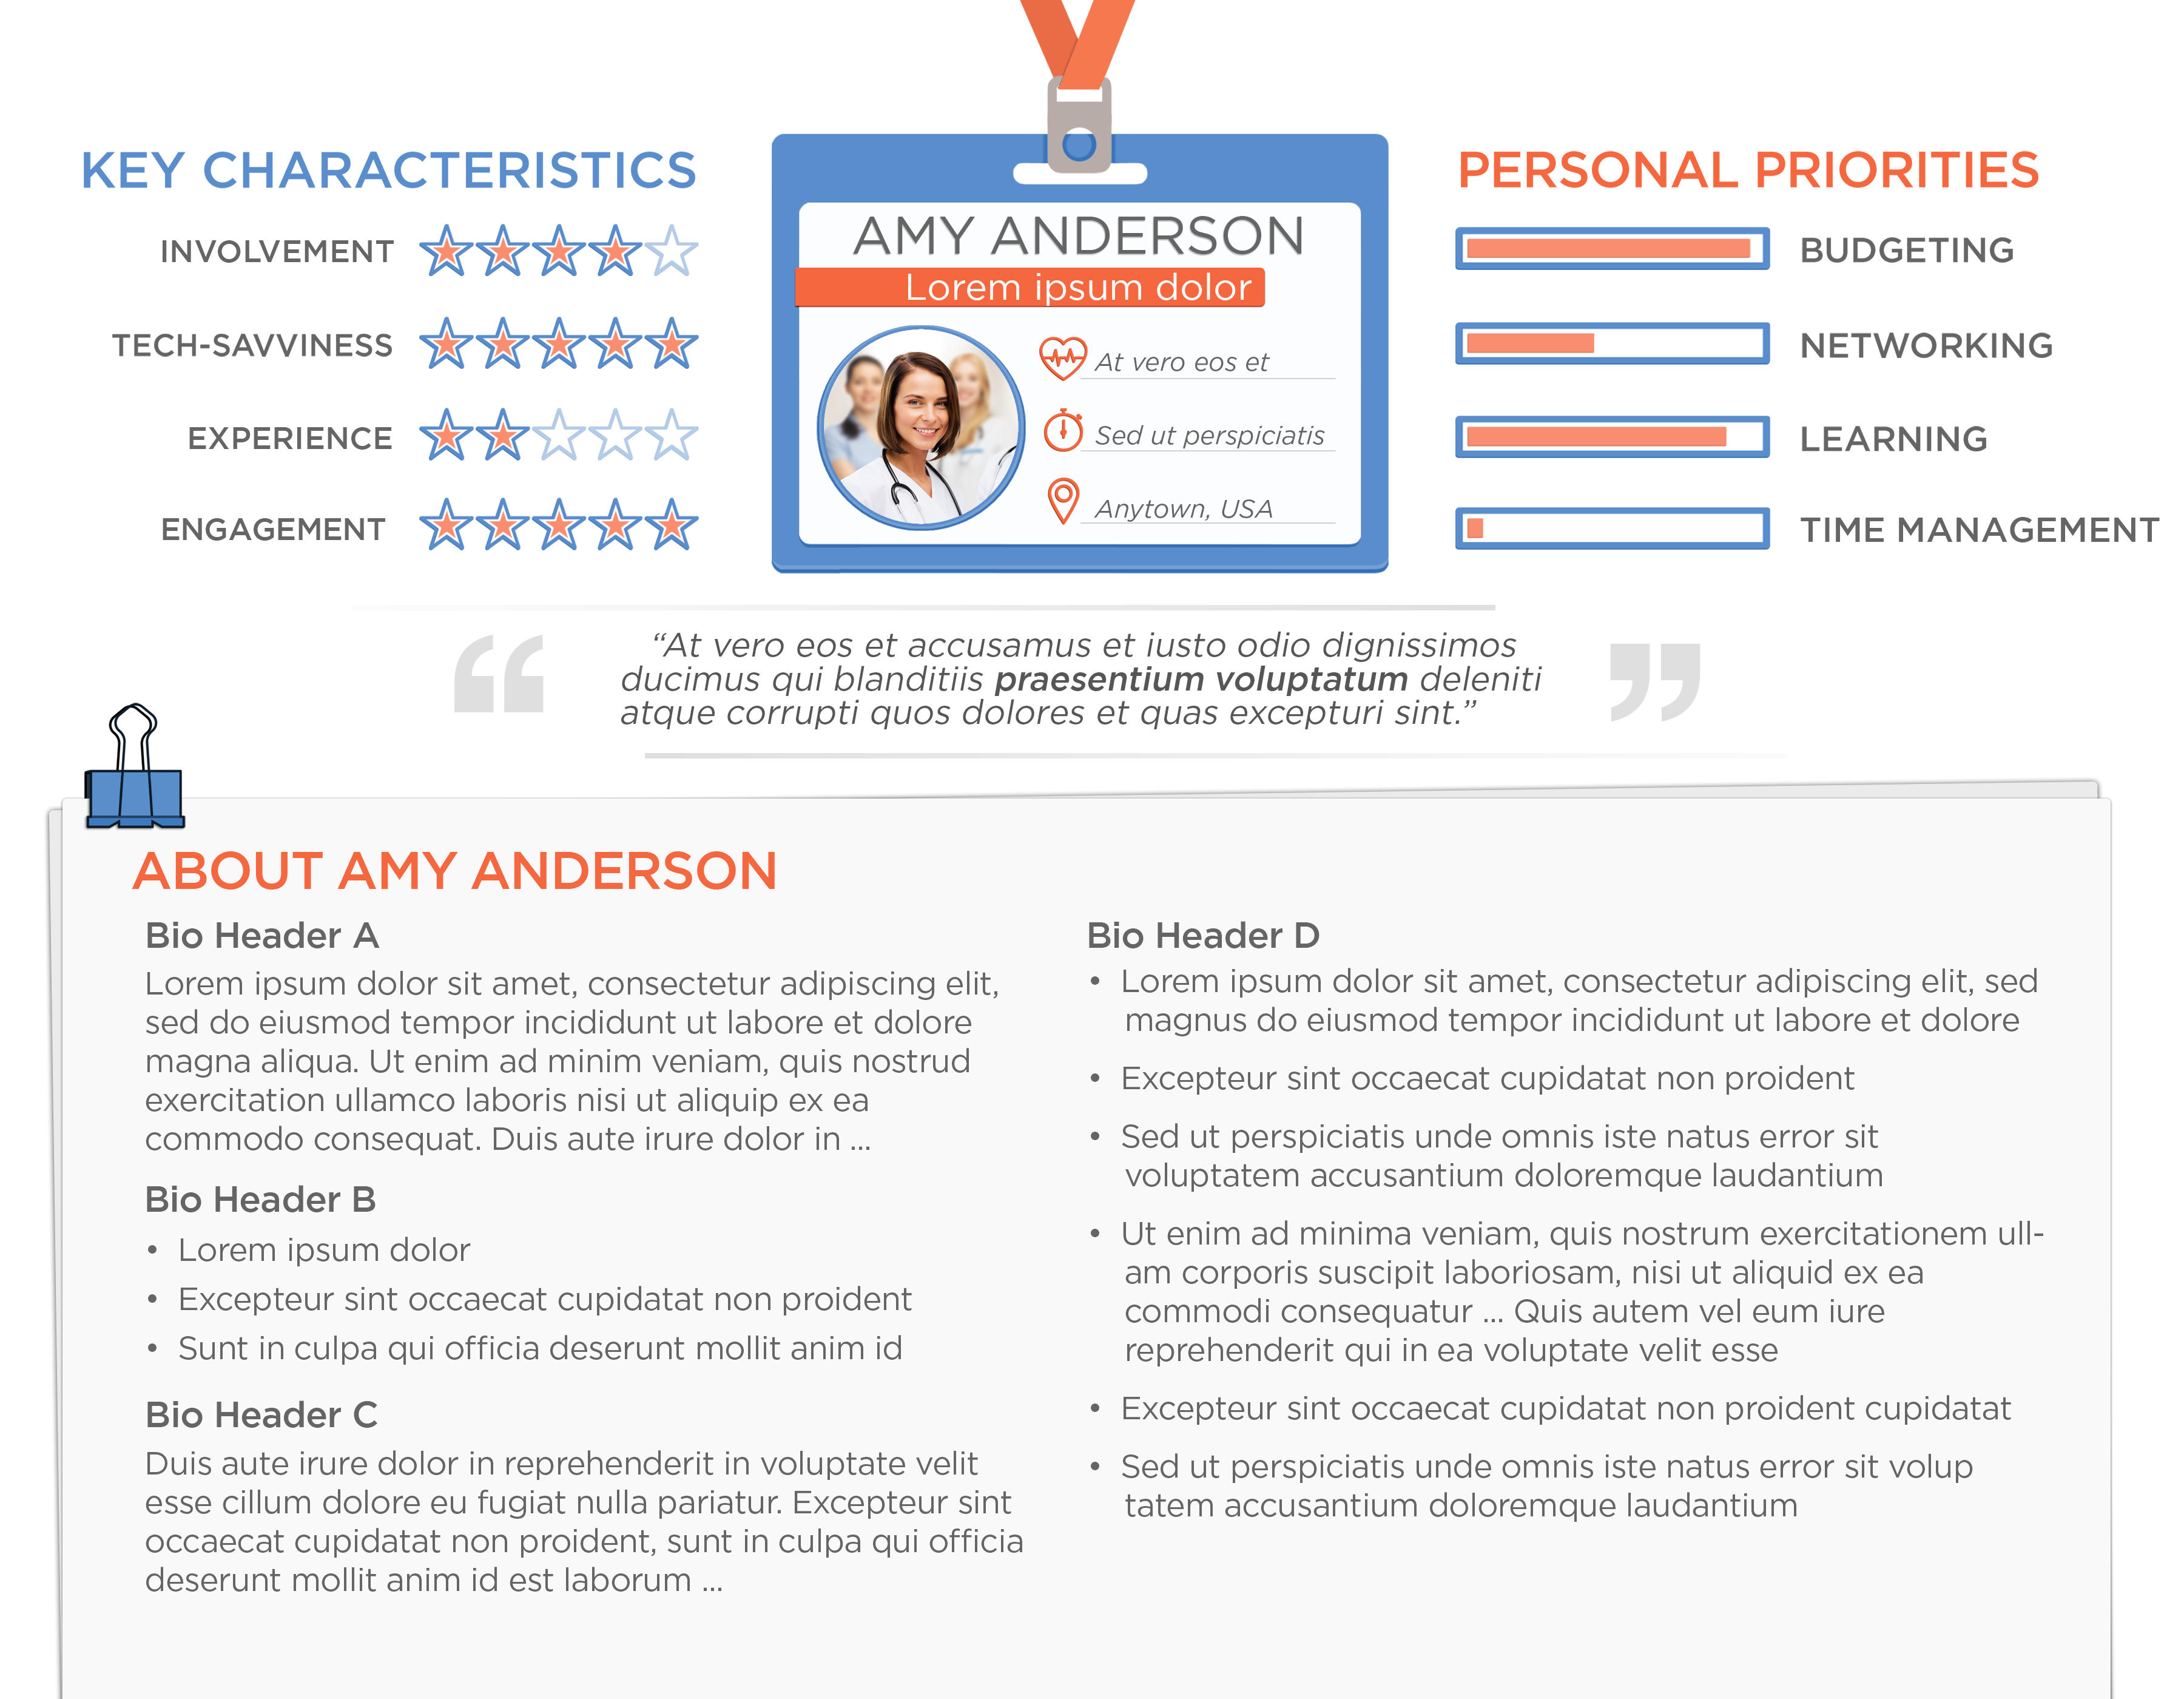 KEY CHARACTERISTICS
INVOLVEMENT
TECH-SAVVINESS
EXPERIENCE
ENGAGEMENT
AMY ANDERSON
Lorem ipsum dolor
At vero eos et
Sed ut perspiciatis
Anytown, USA
PERSONAL PRIORITIES
BUDGETING
NETWORKING
LEARNING
TIME MANAGEMENT
“At vero eos et accusamus et iusto odio dignissimos
ducimus qui blanditiis praesentium voluptatum deleniti
atque corrupti quos dolores et quas excepturi sint.”
ABOUT AMY ANDERSON
Bio Header A
Lorem ipsum dolor sit amet, consectetur adipiscing elit,
sed do eiusmod tempor incididunt ut labore et dolore
magna aliqua. Ut enim ad minim veniam, quis nostrud
exercitation ullamco laboris nisi ut aliquip ex ea
commodo consequat. Duis aute irure dolor in ...
Bio Header B
• Lorem ipsum dolor
• Excepteur sint occaecat cupidatat non proident
• Sunt in culpa qui officia deserunt mollit anim id
Bio Header C
Duis aute irure dolor in reprehenderit in voluptate velit
esse cillum dolore eu fugiat nulla pariatur. Excepteur sint
occaecat cupidatat non proident, sunt in culpa qui officia
deserunt mollit anim id est laborum ...
Bio Header D
• Lorem ipsum dolor sit amet, consectetur adipiscing elit, sed
magnus do eiusmod tempor incididunt ut labore et dolore
• Excepteur sint occaecat cupidatat non proident
• Sed ut perspiciatis unde omnis iste natus error sit
voluptatem accusantium doloremque laudantium
• Ut enim ad minima veniam, quis nostrum exercitationem ull-
am corporis suscipit laboriosam, nisi ut aliquid ex ea
commodi consequatur ... Quis autem vel eum iure
reprehenderit qui in ea voluptate velit esse
• Excepteur sint occaecat cupidatat non proident cupidatat
• Sed ut perspiciatis unde omnis iste natus error sit volup
tatem accusantium doloremque laudantium